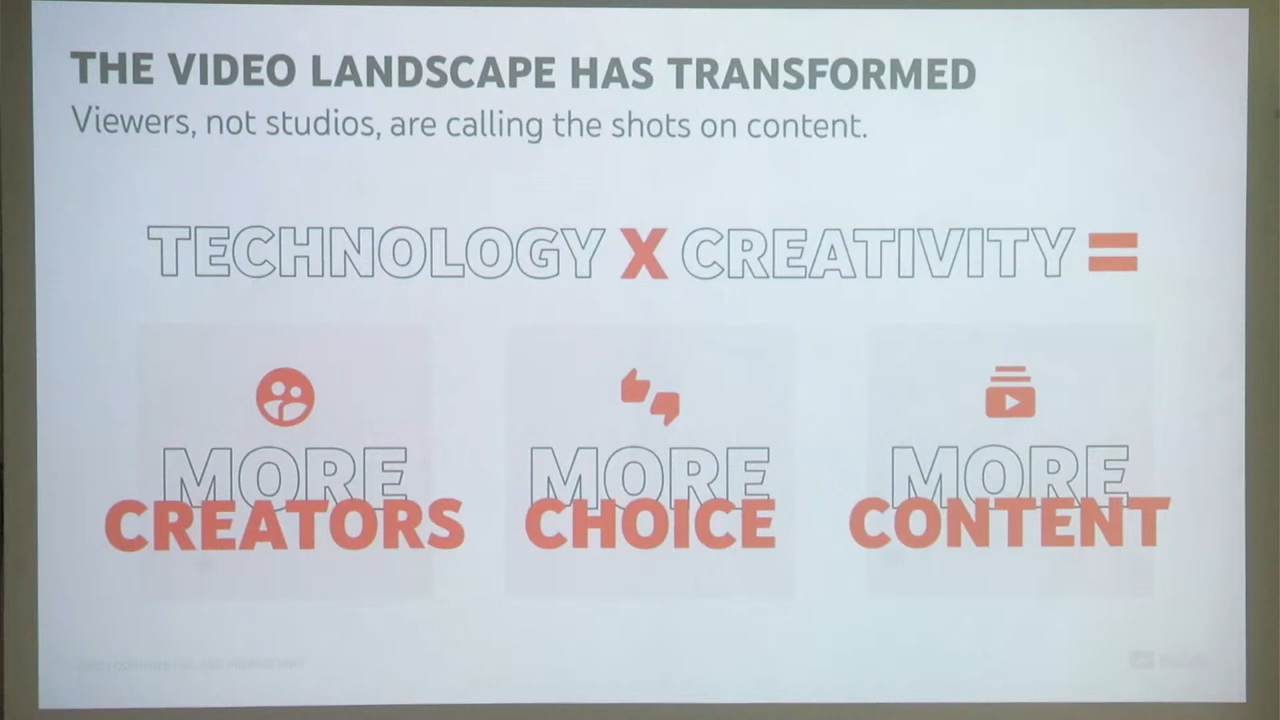 THE VIDEO LANDSCAPE HAS TRANSFORMED
Viewers, not studios, are calling the shots on content.
TECHNOLOGY X CREATIVITY =
MORE
CREATORS
MORE
CHOICE
MORE
CONTENT